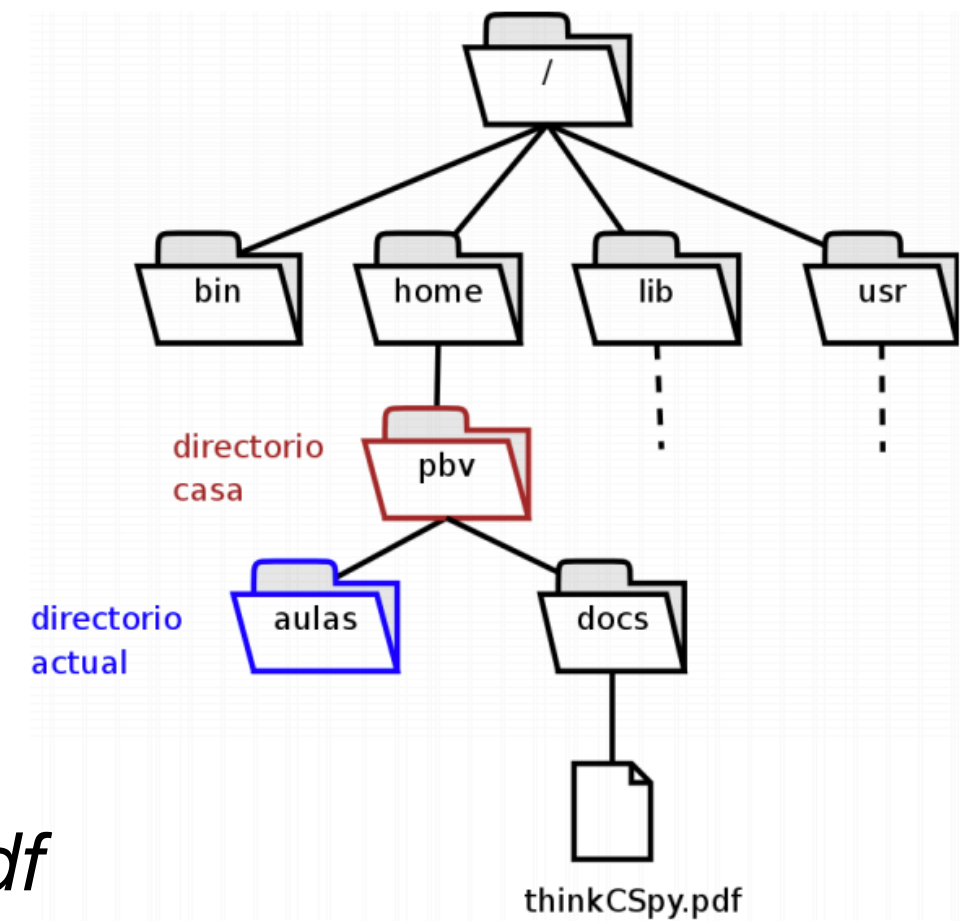 /
bin
home
lib
usr
directorio
casa
pbv
directorio
actual
aulas
docs
df
thinkCSpy.pdf